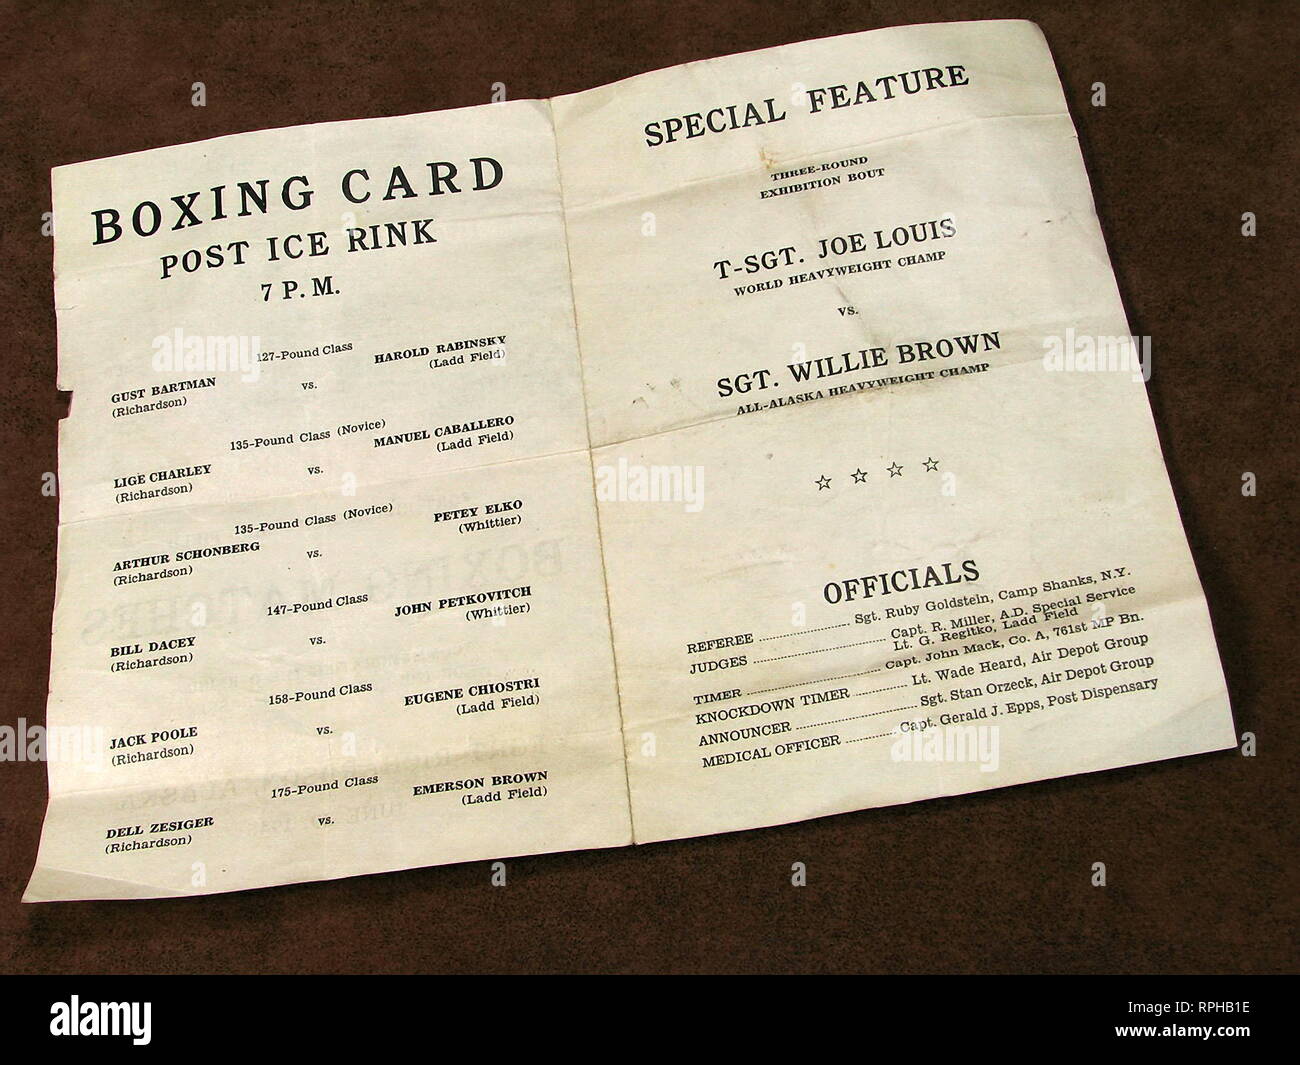 BOXING CARD
POST ICE RINK
7 P. M.
127-Pound Class
GUST BARTMAN vs. HAROLD RABINSKY
(Richardson) (Ladd Field)
135-Pound Class (Novice)
LIGE CHARLEY vs. MANUEL CABALLERO
(Richardson) (Ladd Field)
135-Pound Class (Novice)
ARTHUR SCHONBERG vs. PETEY ELKO
(Richardson) (Whittier)
147-Pound Class
BILL DACEY vs. JOHN PETKOVITCH
(Richardson) (Whittier)
158-Pound Class
JACK POOLE vs. EUGENE CHIOSTRI
(Richardson) (Ladd Field)
175-Pound Class
DELL ZESIGER vs. EMERSON BROWN
(Richardson) (Ladd Field)
SPECIAL FEATURE
THREE-ROUND
EXHIBITION BOUT
T-SGT. JOE LOUIS
WORLD HEAVYWEIGHT CHAMP
vs.
SGT. WILLIE BROWN
ALL-ALASKA HEAVYWEIGHT CHAMP
☆ ☆ ☆ ☆
OFFICIALS
REFEREE .......... Sgt. Ruby Goldstein, Camp Shanks, N.Y.
JUDGES .......... Capt. R. Miller, A.D. Special Service
Lt. G. Regitko, Ladd Field
TIMER .......... Capt. John Mack, Co. A, 761st MP Bn.
KNOCKDOWN TIMER .......... Lt. Wade Heard, Air Depot Group
ANNOUNCER .......... Sgt. Stan Orzeck, Air Depot Group
MEDICAL OFFICER .......... Capt. Gerald J. Epps, Post Dispensary
alamy
Image ID: RPHB1E
www.alamy.com